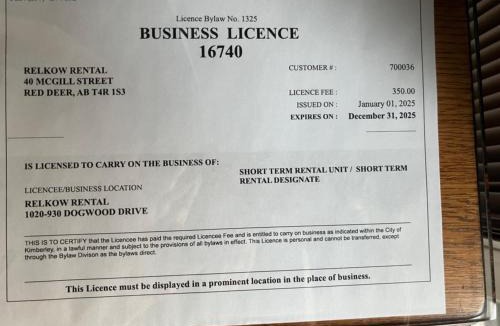 Licence Bylaw No. 1325
BUSINESS LICENCE
16740
RELKOW RENTAL
40 MCGILL STREET
RED DEER, AB T4R 1S3
CUSTOMER # : 700036
LICENCE FEE : 350.00
ISSUED ON : January 01, 2025
EXPIRES ON : December 31, 2025
IS LICENSED TO CARRY ON THE BUSINESS OF:
SHORT TERM RENTAL UNIT / SHORT TERM
RENTAL DESIGNATE
LICENCEE/BUSINESS LOCATION
RELKOW RENTAL
1020-930 DOGWOOD DRIVE
THIS IS TO CERTIFY that the Licencee has paid the required Licencee Fee and is entitled to carry on business as indicated within the City of
Kimberley, in a lawful manner and subject to the provisions of all bylaws in effect. This Licence is personal and cannot be transferred, except
through the Bylaw Divison as the bylaws direct.
This Licence must be displayed in a prominent location in the place of business.